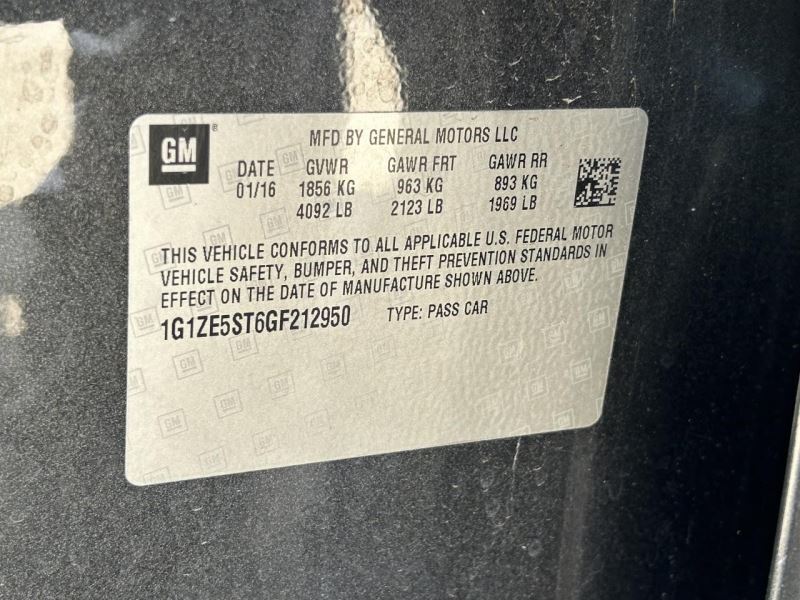 GM ® MFD BY GENERAL MOTORS LLC
DATE GVWR GAWR FRT GAWR RR
01/16 1856 KG 963 KG 893 KG
4092 LB 2123 LB 1969 LB
THIS VEHICLE CONFORMS TO ALL APPLICABLE U.S. FEDERAL MOTOR
VEHICLE SAFETY, BUMPER, AND THEFT PREVENTION STANDARDS IN
EFFECT ON THE DATE OF MANUFACTURE SHOWN ABOVE.
1G1ZE5ST6GF212950 TYPE: PASS CAR